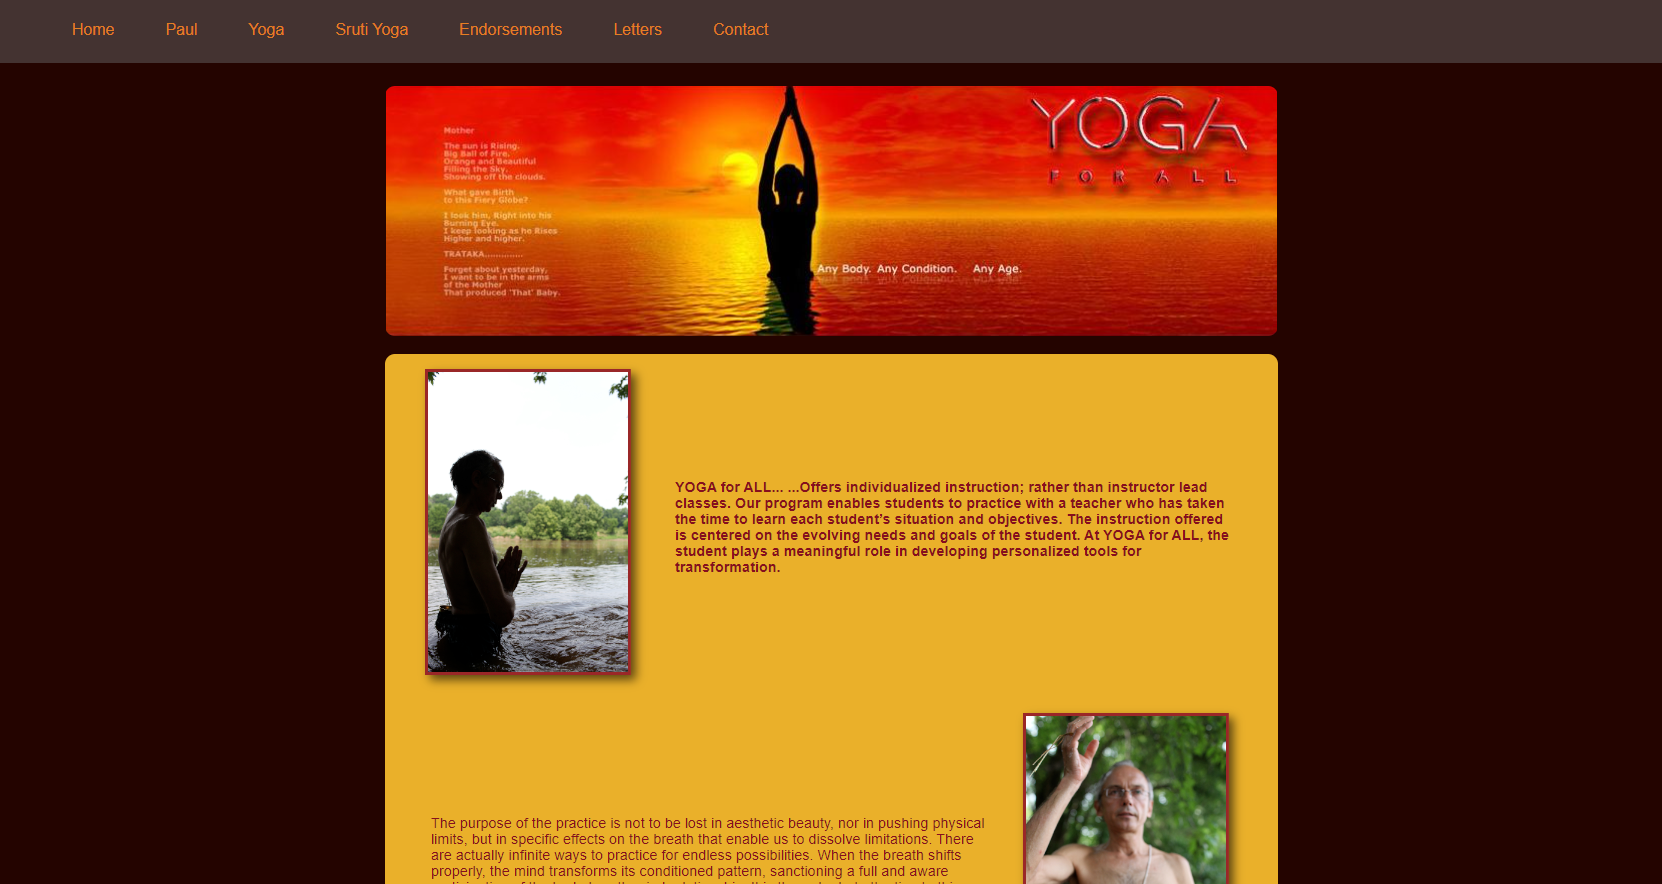 Home Paul Yoga Sruti Yoga Endorsements Letters Contact
YOGA
FOR ALL
Mother
The sun is Rising.
Big Ball of Fire.
Orange and Beautiful
Filling the Sky.
Showing off the clouds.
What gave Birth
to this Fiery Globe?
I look him, Right into his
Burning Eye.
I keep looking as he Rises
Higher and higher.
TRATAKA..............
Forget about yesterday,
I want to be in the arms
of the Mother
That produced 'That' Baby.
Any Body. Any Condition. Any Age.
YOGA for ALL... ...Offers individualized instruction; rather than instructor lead
classes. Our program enables students to practice with a teacher who has taken
the time to learn each student's situation and objectives. The instruction offered
is centered on the evolving needs and goals of the student. At YOGA for ALL, the
student plays a meaningful role in developing personalized tools for
transformation.
The purpose of the practice is not to be lost in aesthetic beauty, nor in pushing physical
limits, but in specific effects on the breath that enable us to dissolve limitations. There
are actually infinite ways to practice for endless possibilities. When the breath shifts
properly, the mind transforms its conditioned pattern, sanctioning a full and aware